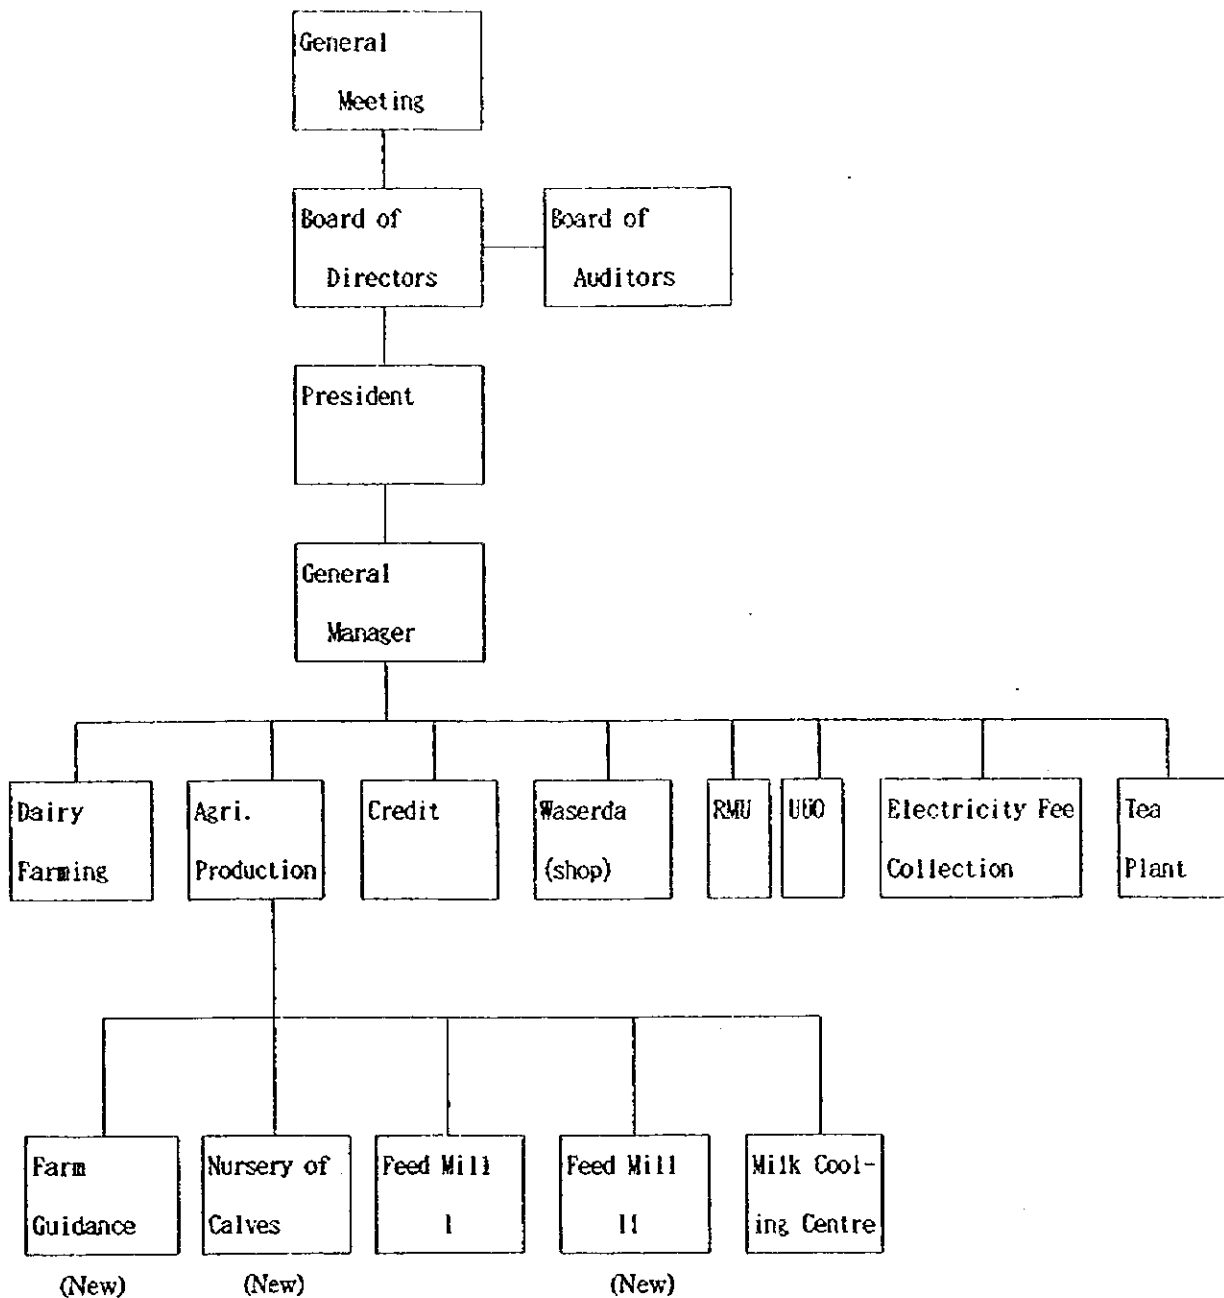 General
Meeting
Board of
Directors
Board of
Auditors
President
General
Manager
Dairy
Farming
Agri.
Production
Credit
Waserda
(shop)
RMU
UUO
Electricity Fee
Collection
Tea
Plant
Farm
Guidance
(New)
Nursery of
Calves
(New)
Feed Mill
I
Feed Mill
II
(New)
Milk Cool-
ing Centre